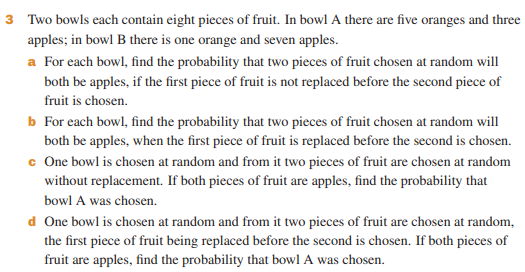 3 Two bowls each contain eight pieces of fruit. In bowl A there are five oranges and three
apples; in bowl B there is one orange and seven apples.
a For each bowl, find the probability that two pieces of fruit chosen at random will
both be apples, if the first piece of fruit is not replaced before the second piece of
fruit is chosen.
b For each bowl, find the probability that two pieces of fruit chosen at random will
both be apples, when the first piece of fruit is replaced before the second is chosen.
c One bowl is chosen at random and from it two pieces of fruit are chosen at random
without replacement. If both pieces of fruit are apples, find the probability that
bowl A was chosen.
d One bowl is chosen at random and from it two pieces of fruit are chosen at random,
the first piece of fruit being replaced before the second is chosen. If both pieces of
fruit are apples, find the probability that bowl A was chosen.